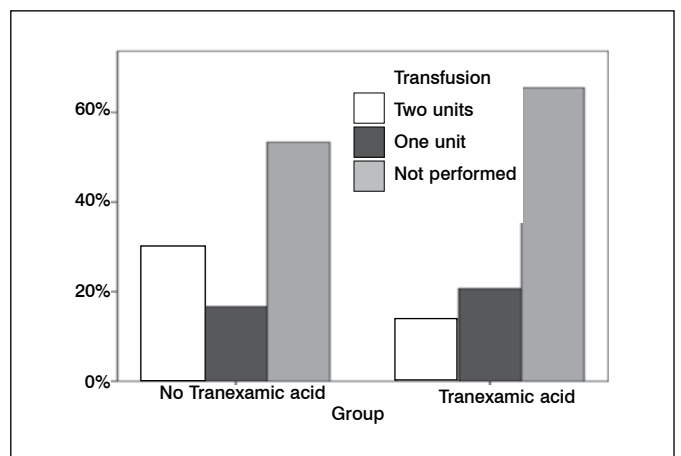 Transfusion
Two units
One unit
Not performed
60%
40%
20%
0%
No Tranexamic acid
Tranexamic acid
Group